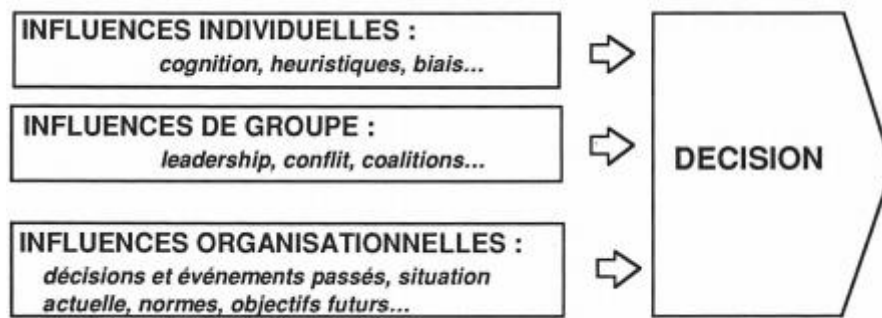 INFLUENCES INDIVIDUELLES :
cognition, heuristiques, biais...
INFLUENCES DE GROUPE :
leadership, conflit, coalitions...
INFLUENCES ORGANISATIONNELLES :
décisions et événements passés, situation
actuelle, normes, objectifs futurs...
DECISION